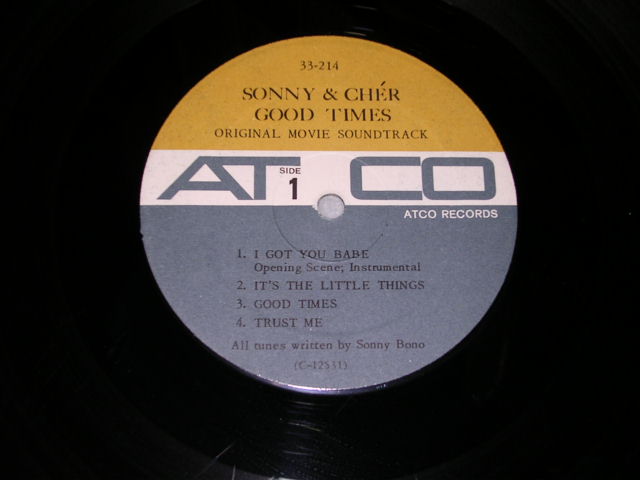 33-214
SONNY & CHÉR
GOOD TIMES
ORIGINAL MOVIE SOUNDTRACK
ATCO
SIDE
1
ATCO RECORDS
1. I GOT YOU BABE
Opening Scene; Instrumental
2. IT'S THE LITTLE THINGS
3. GOOD TIMES
4. TRUST ME
All tunes written by Sonny Bono
(C-12531)